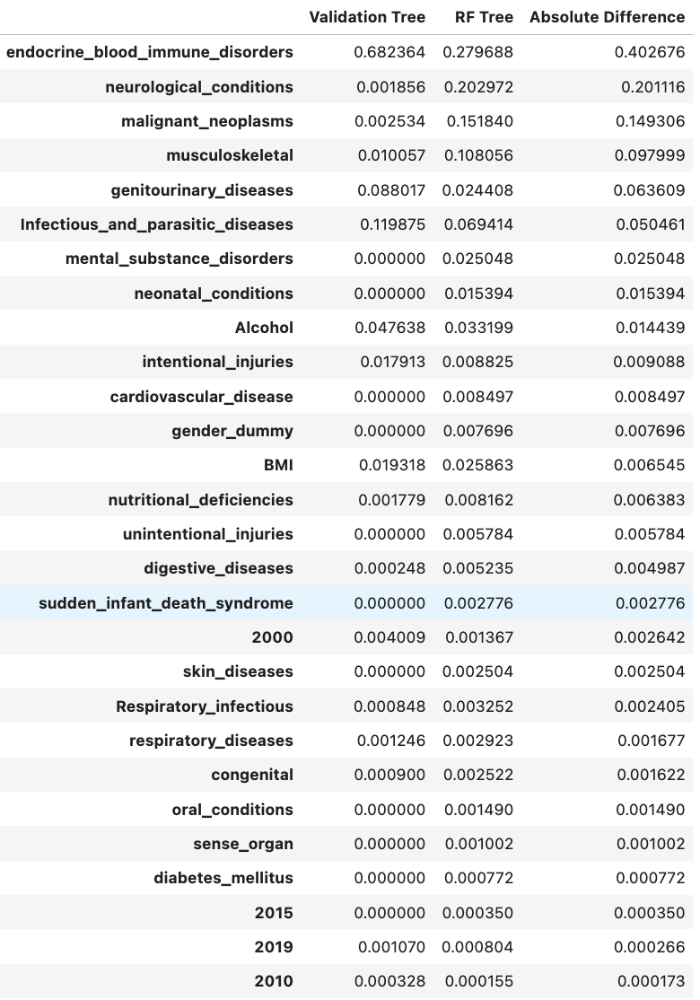 Validation Tree RF Tree Absolute Difference
endocrine_blood_immune_disorders 0.682364 0.279688 0.402676
neurological_conditions 0.001856 0.202972 0.201116
malignant_neoplasms 0.002534 0.151840 0.149306
musculoskeletal 0.010057 0.108056 0.097999
genitourinary_diseases 0.088017 0.024408 0.063609
Infectious_and_parasitic_diseases 0.119875 0.069414 0.050461
mental_substance_disorders 0.000000 0.025048 0.025048
neonatal_conditions 0.000000 0.015394 0.015394
Alcohol 0.047638 0.033199 0.014439
intentional_injuries 0.017913 0.008825 0.009088
cardiovascular_disease 0.000000 0.008497 0.008497
gender_dummy 0.000000 0.007696 0.007696
BMI 0.019318 0.025863 0.006545
nutritional_deficiencies 0.001779 0.008162 0.006383
unintentional_injuries 0.000000 0.005784 0.005784
digestive_diseases 0.000248 0.005235 0.004987
sudden_infant_death_syndrome 0.000000 0.002776 0.002776
2000 0.004009 0.001367 0.002642
skin_diseases 0.000000 0.002504 0.002504
Respiratory_infectious 0.000848 0.003252 0.002405
respiratory_diseases 0.001246 0.002923 0.001677
congenital 0.000900 0.002522 0.001622
oral_conditions 0.000000 0.001490 0.001490
sense_organ 0.000000 0.001002 0.001002
diabetes_mellitus 0.000000 0.000772 0.000772
2015 0.000000 0.000350 0.000350
2019 0.001070 0.000804 0.000266
2010 0.000328 0.000155 0.000173